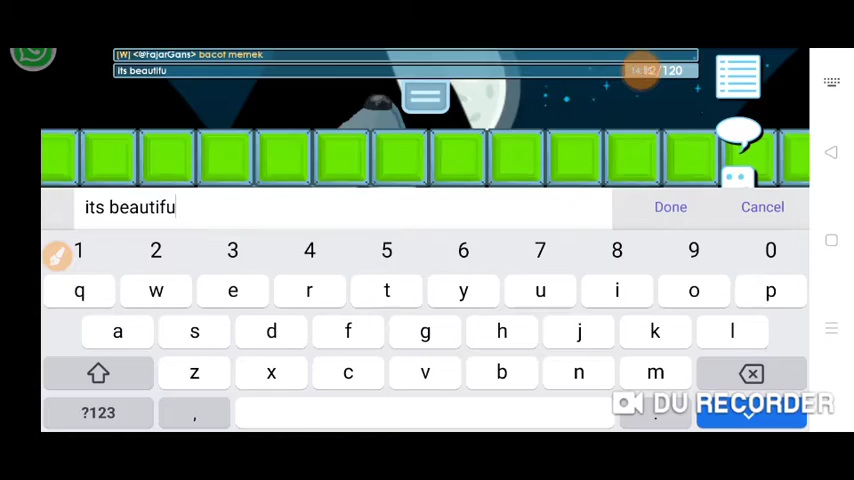 [W] <@FajarGans> bacot memek
its beautifu
/120
its beautifu
Done
Cancel
1 2 3 4 5 6 7 8 9 0
q w e r t y u i o p
a s d f g h j k l
z x c v b n m
?123 , .
DU RECORDER